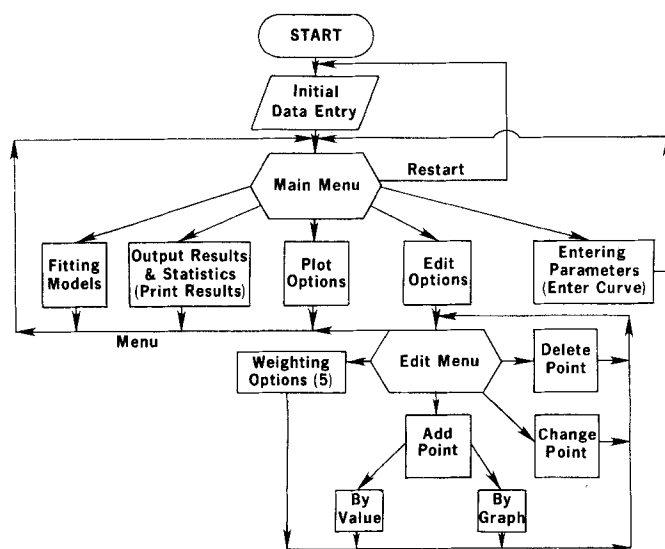 START
Initial
Data Entry
Restart
Main Menu
Fitting
Models
Output Results
& Statistics
(Print Results)
Plot
Options
Edit
Options
Entering
Parameters
(Enter Curve)
Menu
Weighting
Options (5)
Edit Menu
Delete
Point
Add
Point
Change
Point
By
Value
By
Graph